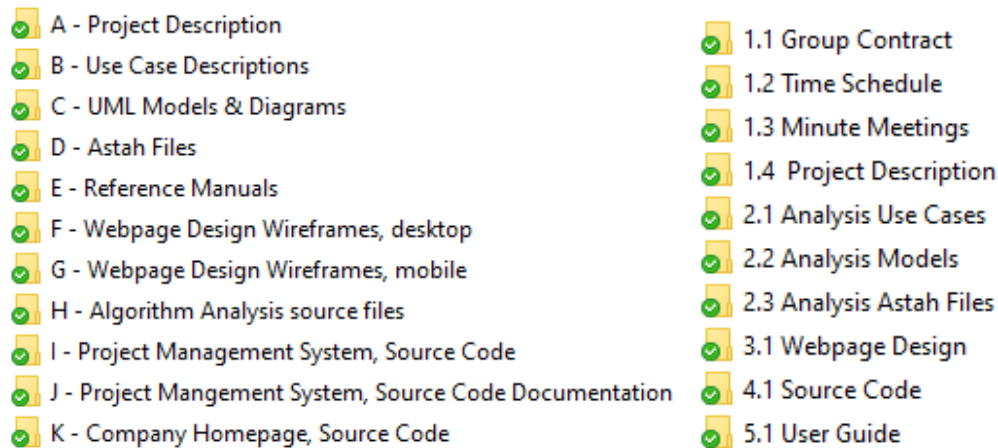 A - Project Description
B - Use Case Descriptions
C - UML Models & Diagrams
D - Astah Files
E - Reference Manuals
F - Webpage Design Wireframes, desktop
G - Webpage Design Wireframes, mobile
H - Algorithm Analysis source files
I - Project Management System, Source Code
J - Project Mangement System, Source Code Documentation
K - Company Homepage, Source Code
1.1 Group Contract
1.2 Time Schedule
1.3 Minute Meetings
1.4  Project Description
2.1 Analysis Use Cases
2.2 Analysis Models
2.3 Analysis Astah Files
3.1 Webpage Design
4.1 Source Code
5.1 User Guide